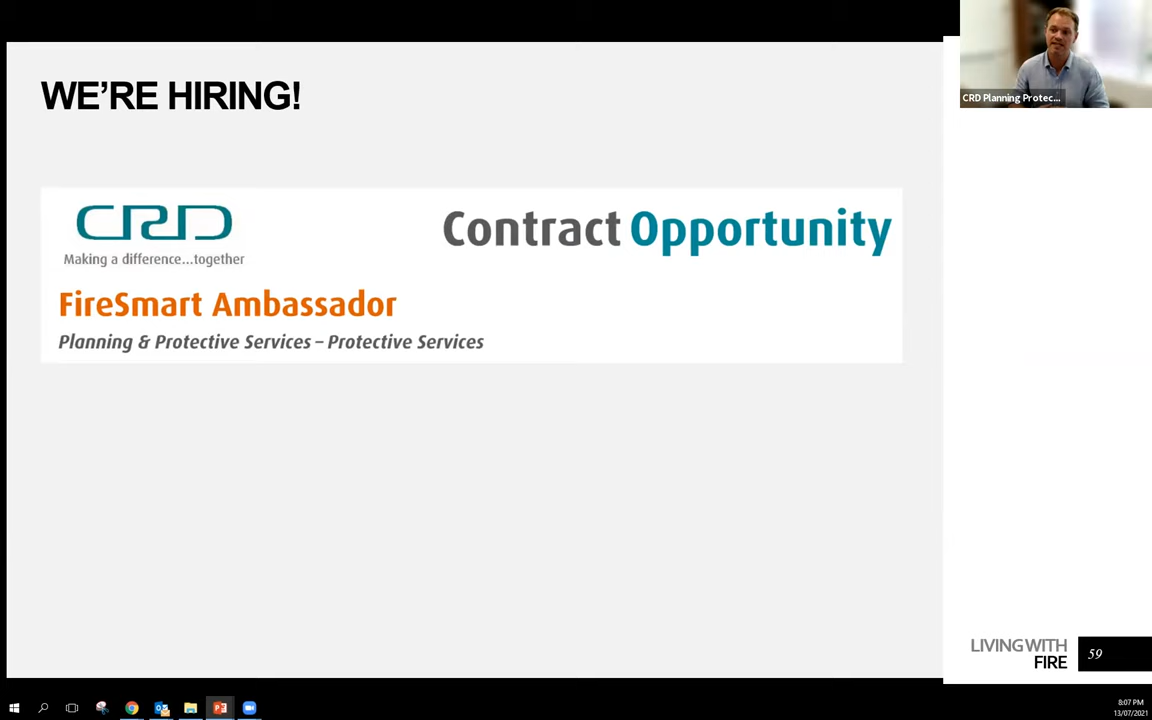 WE'RE HIRING!
CRD Planning Protec...
CRD
Making a difference...together
Contract Opportunity
FireSmart Ambassador
Planning & Protective Services – Protective Services
LIVING WITH
FIRE
59
8:07 PM
13/07/2021